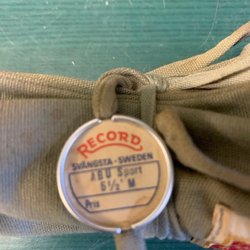 RECORD
SVÄNGSTA-SWEDEN
ABU Sport
6½' M
Pris